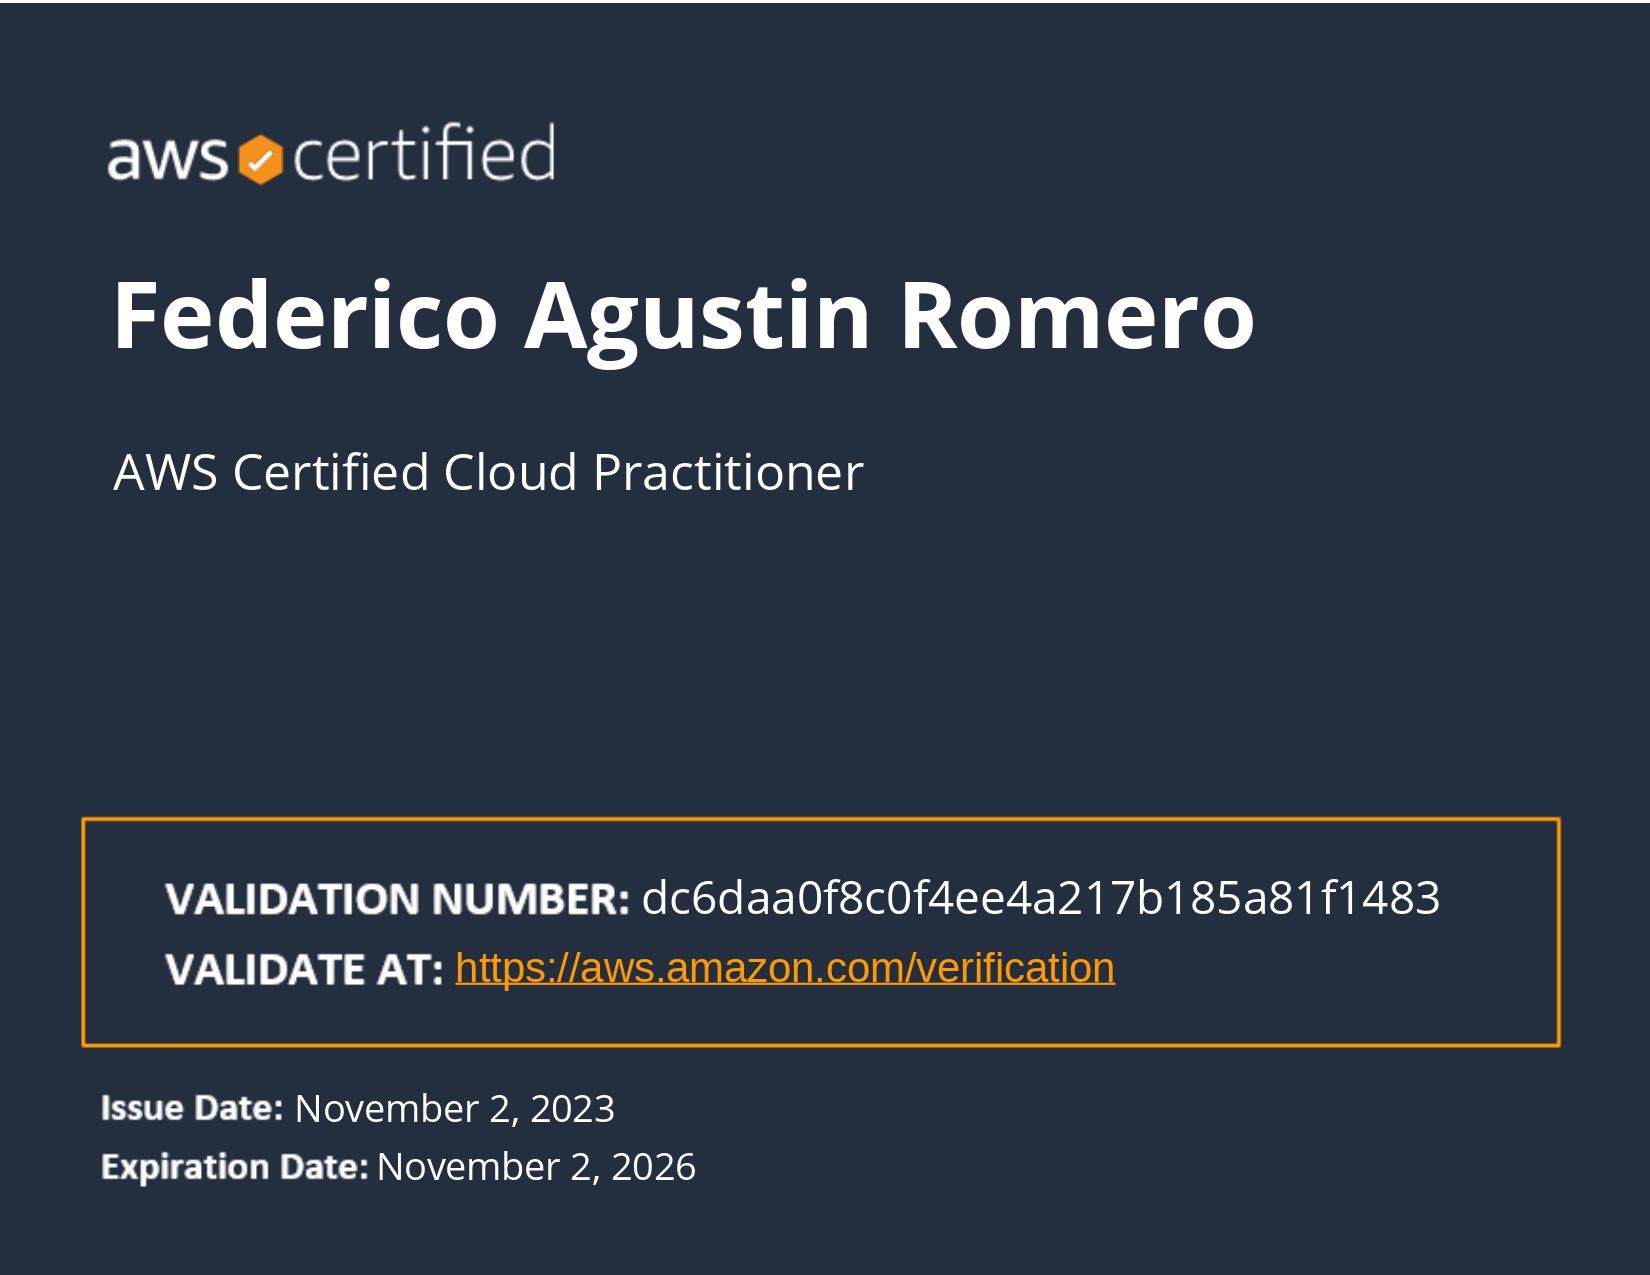 aws certified
Federico Agustin Romero
AWS Certified Cloud Practitioner
VALIDATION NUMBER: dc6daa0f8c0f4ee4a217b185a81f1483
VALIDATE AT: https://aws.amazon.com/verification
Issue Date: November 2, 2023
Expiration Date: November 2, 2026